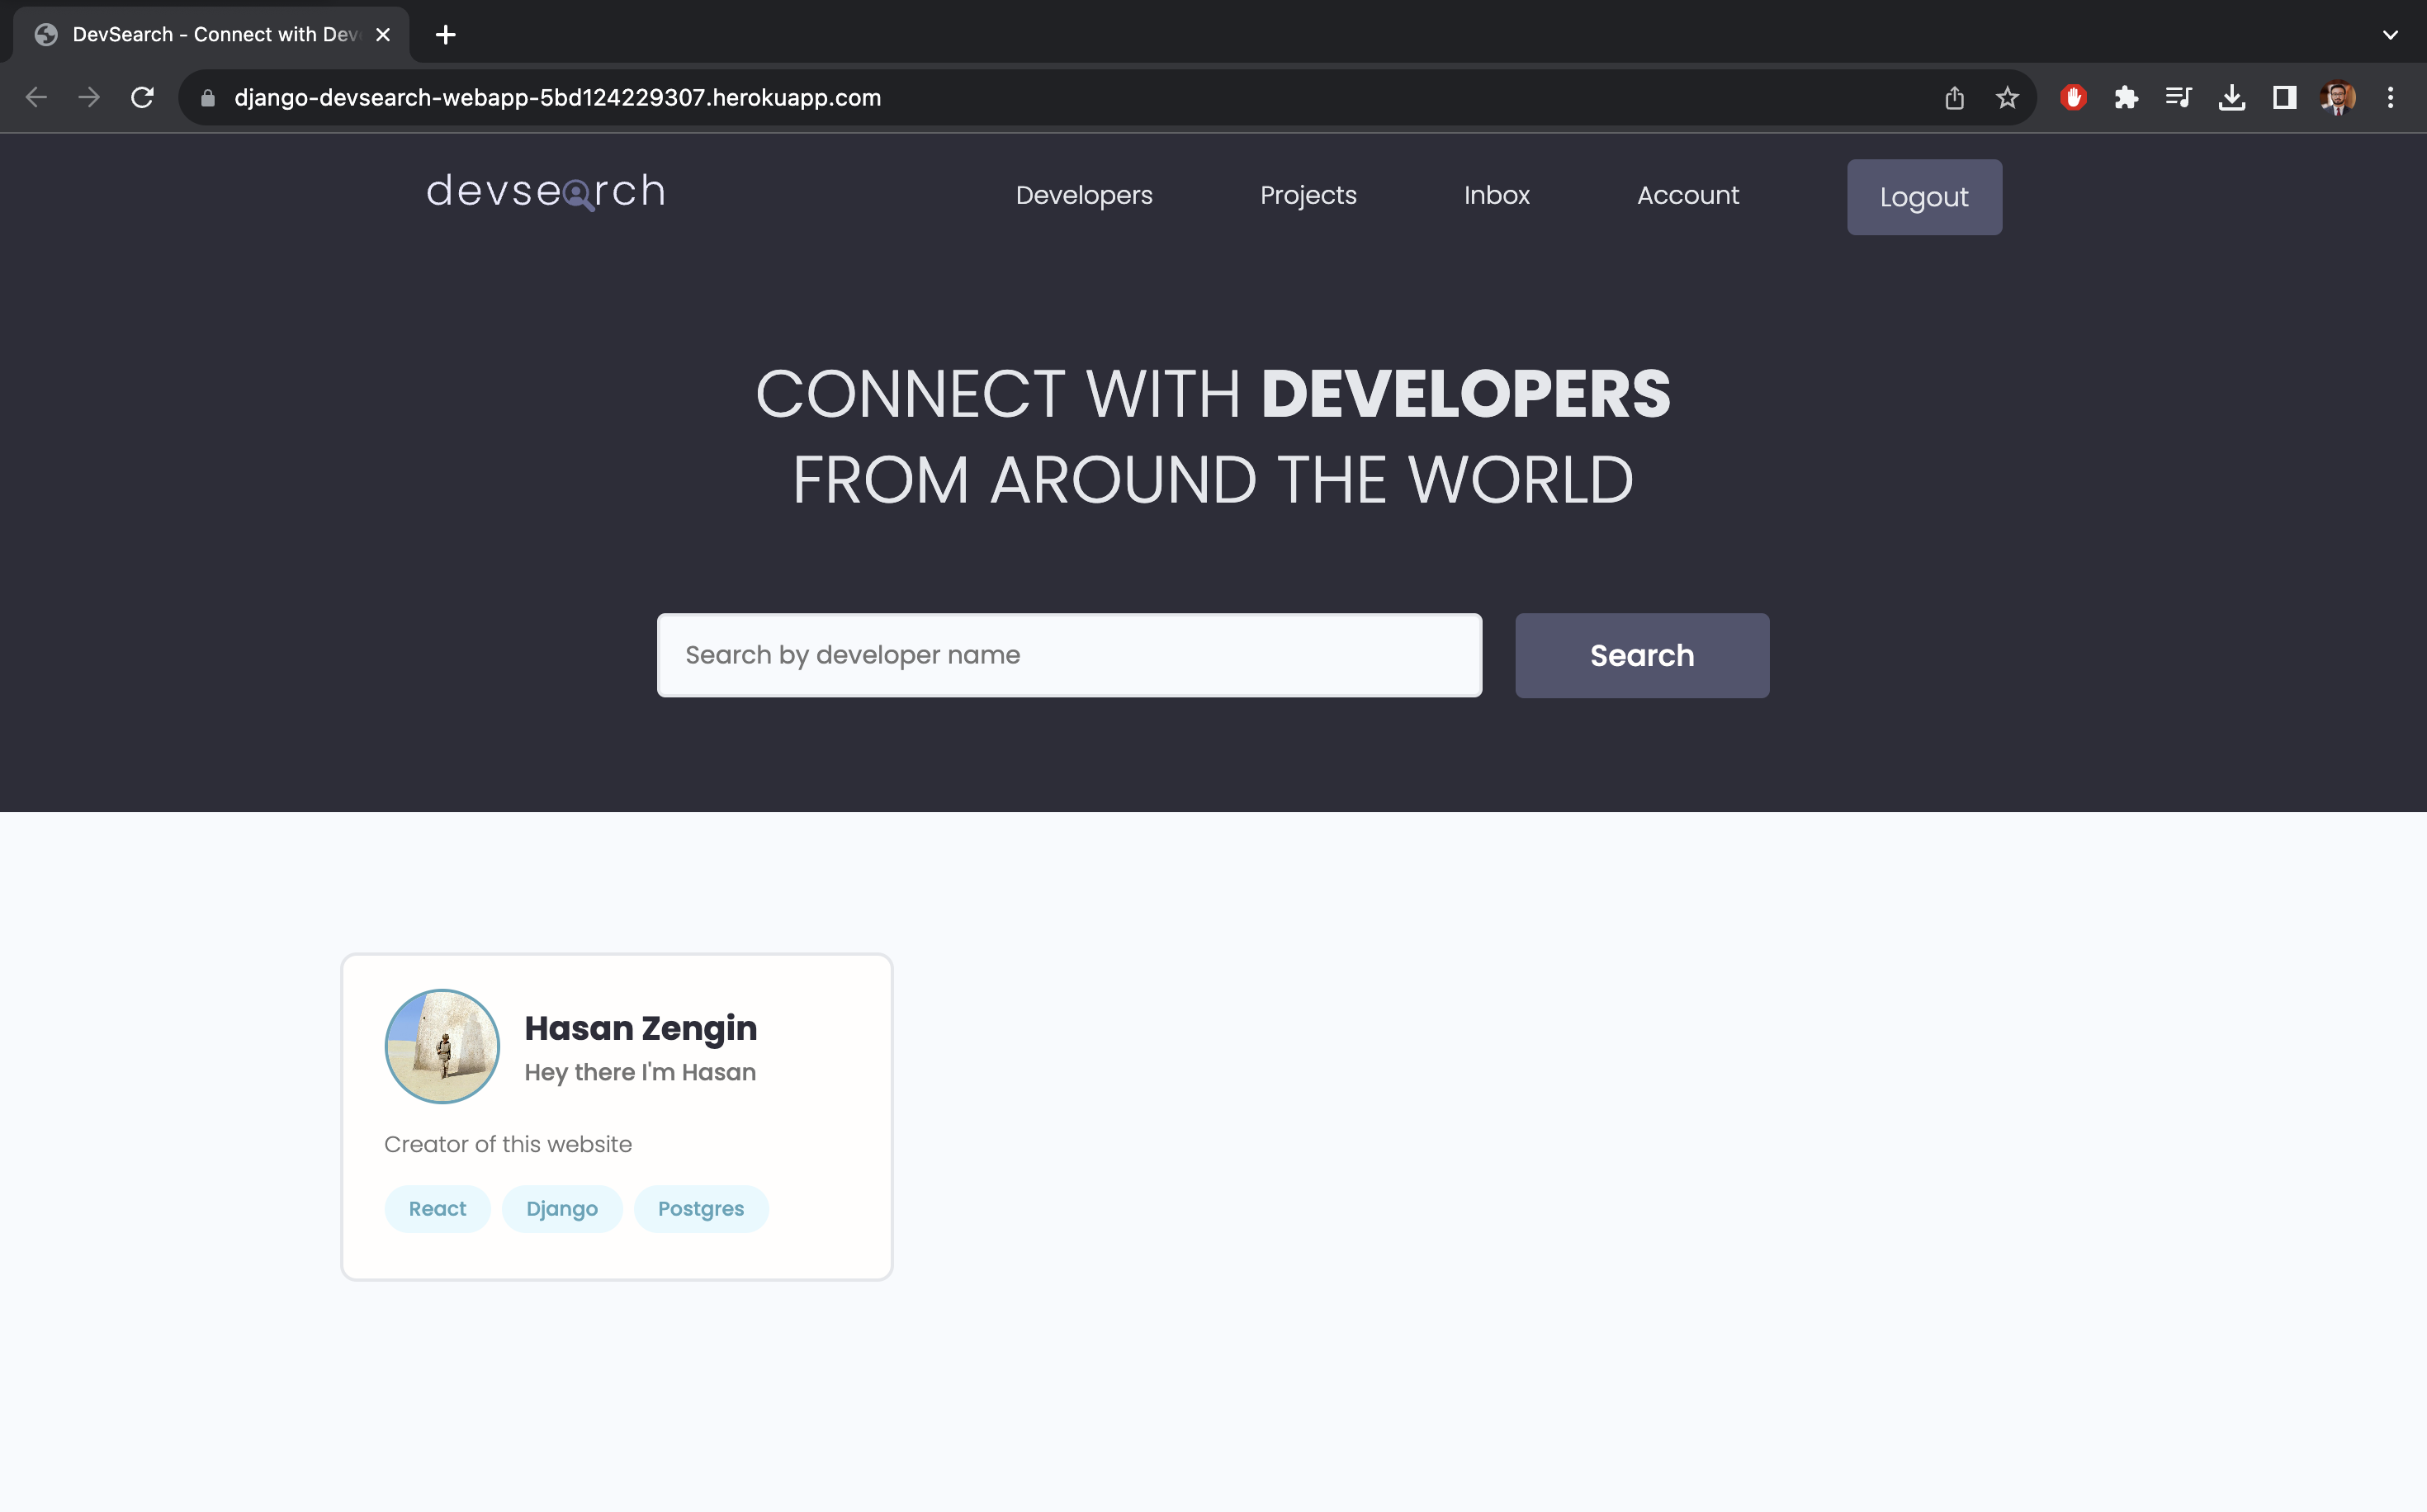 DevSearch - Connect with Dev
django-devsearch-webapp-5bd124229307.herokuapp.com
devsearch
Developers
Projects
Inbox
Account
Logout
CONNECT WITH DEVELOPERS
FROM AROUND THE WORLD
Search by developer name
Search
Hasan Zengin
Hey there I'm Hasan
Creator of this website
React
Django
Postgres